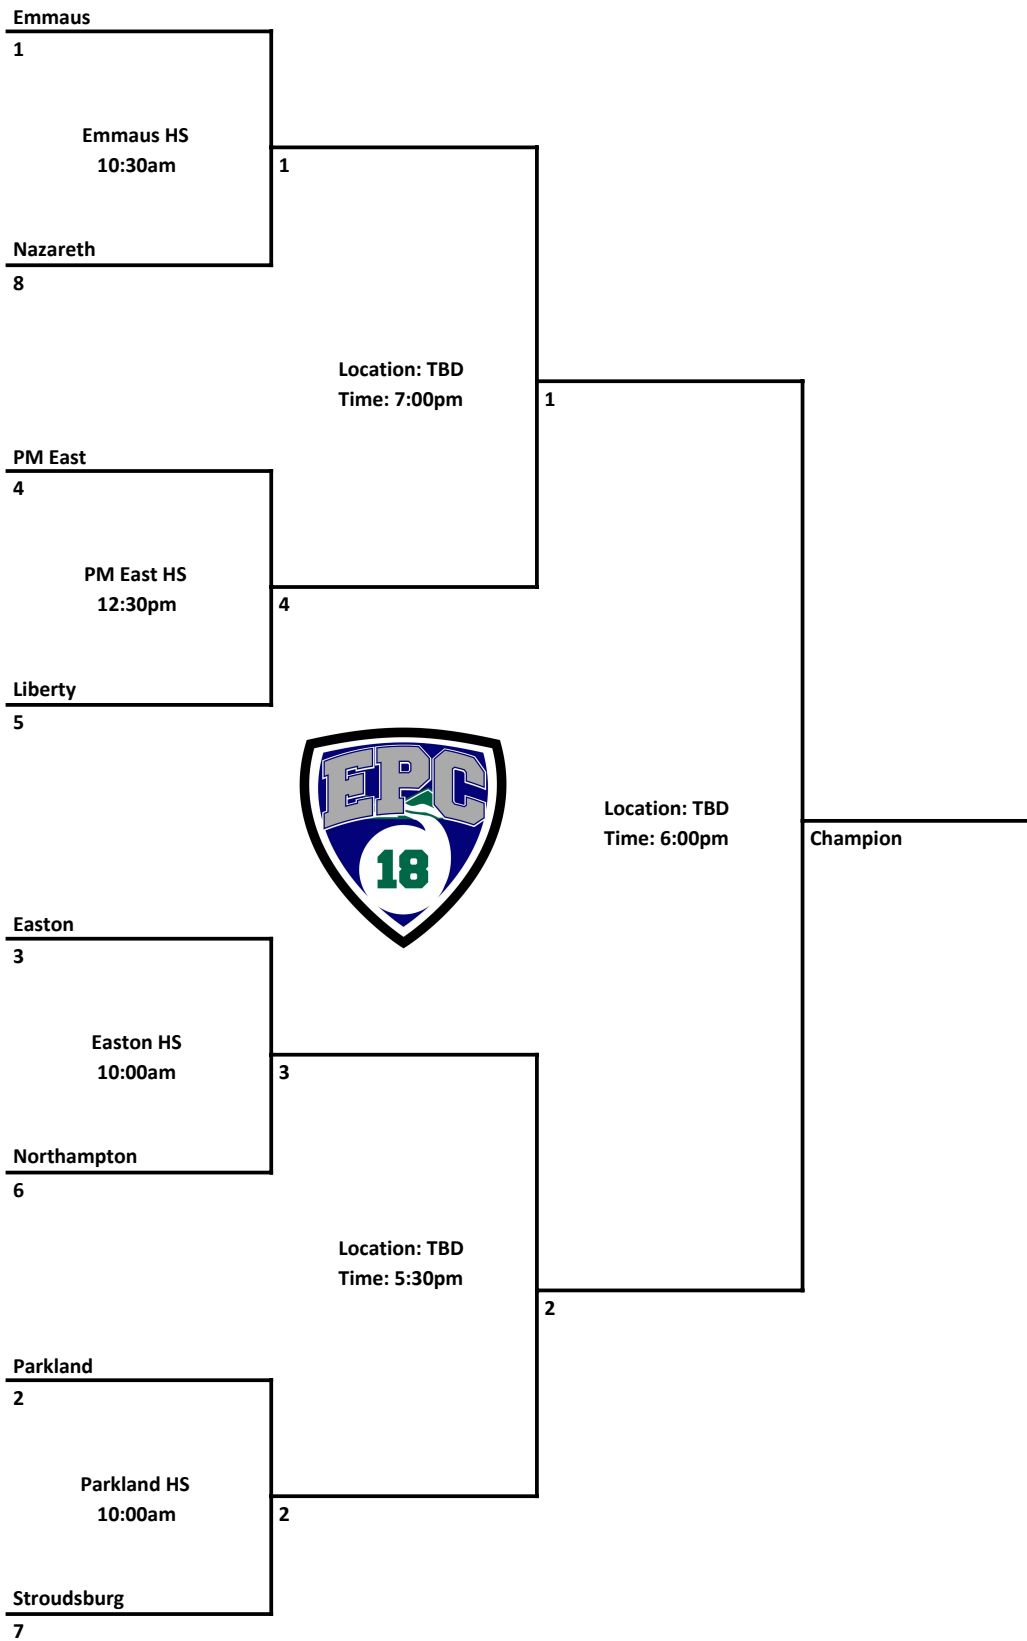 Emmaus
1
Emmaus HS
10:30am
1
Nazareth
8
Location: TBD
Time: 7:00pm
1
PM East
4
PM East HS
12:30pm
4
Liberty
5
EPC
18
Location: TBD
Time: 6:00pm
Champion
Easton
3
Easton HS
10:00am
3
Northampton
6
Location: TBD
Time: 5:30pm
2
Parkland
2
Parkland HS
10:00am
2
Stroudsburg
7